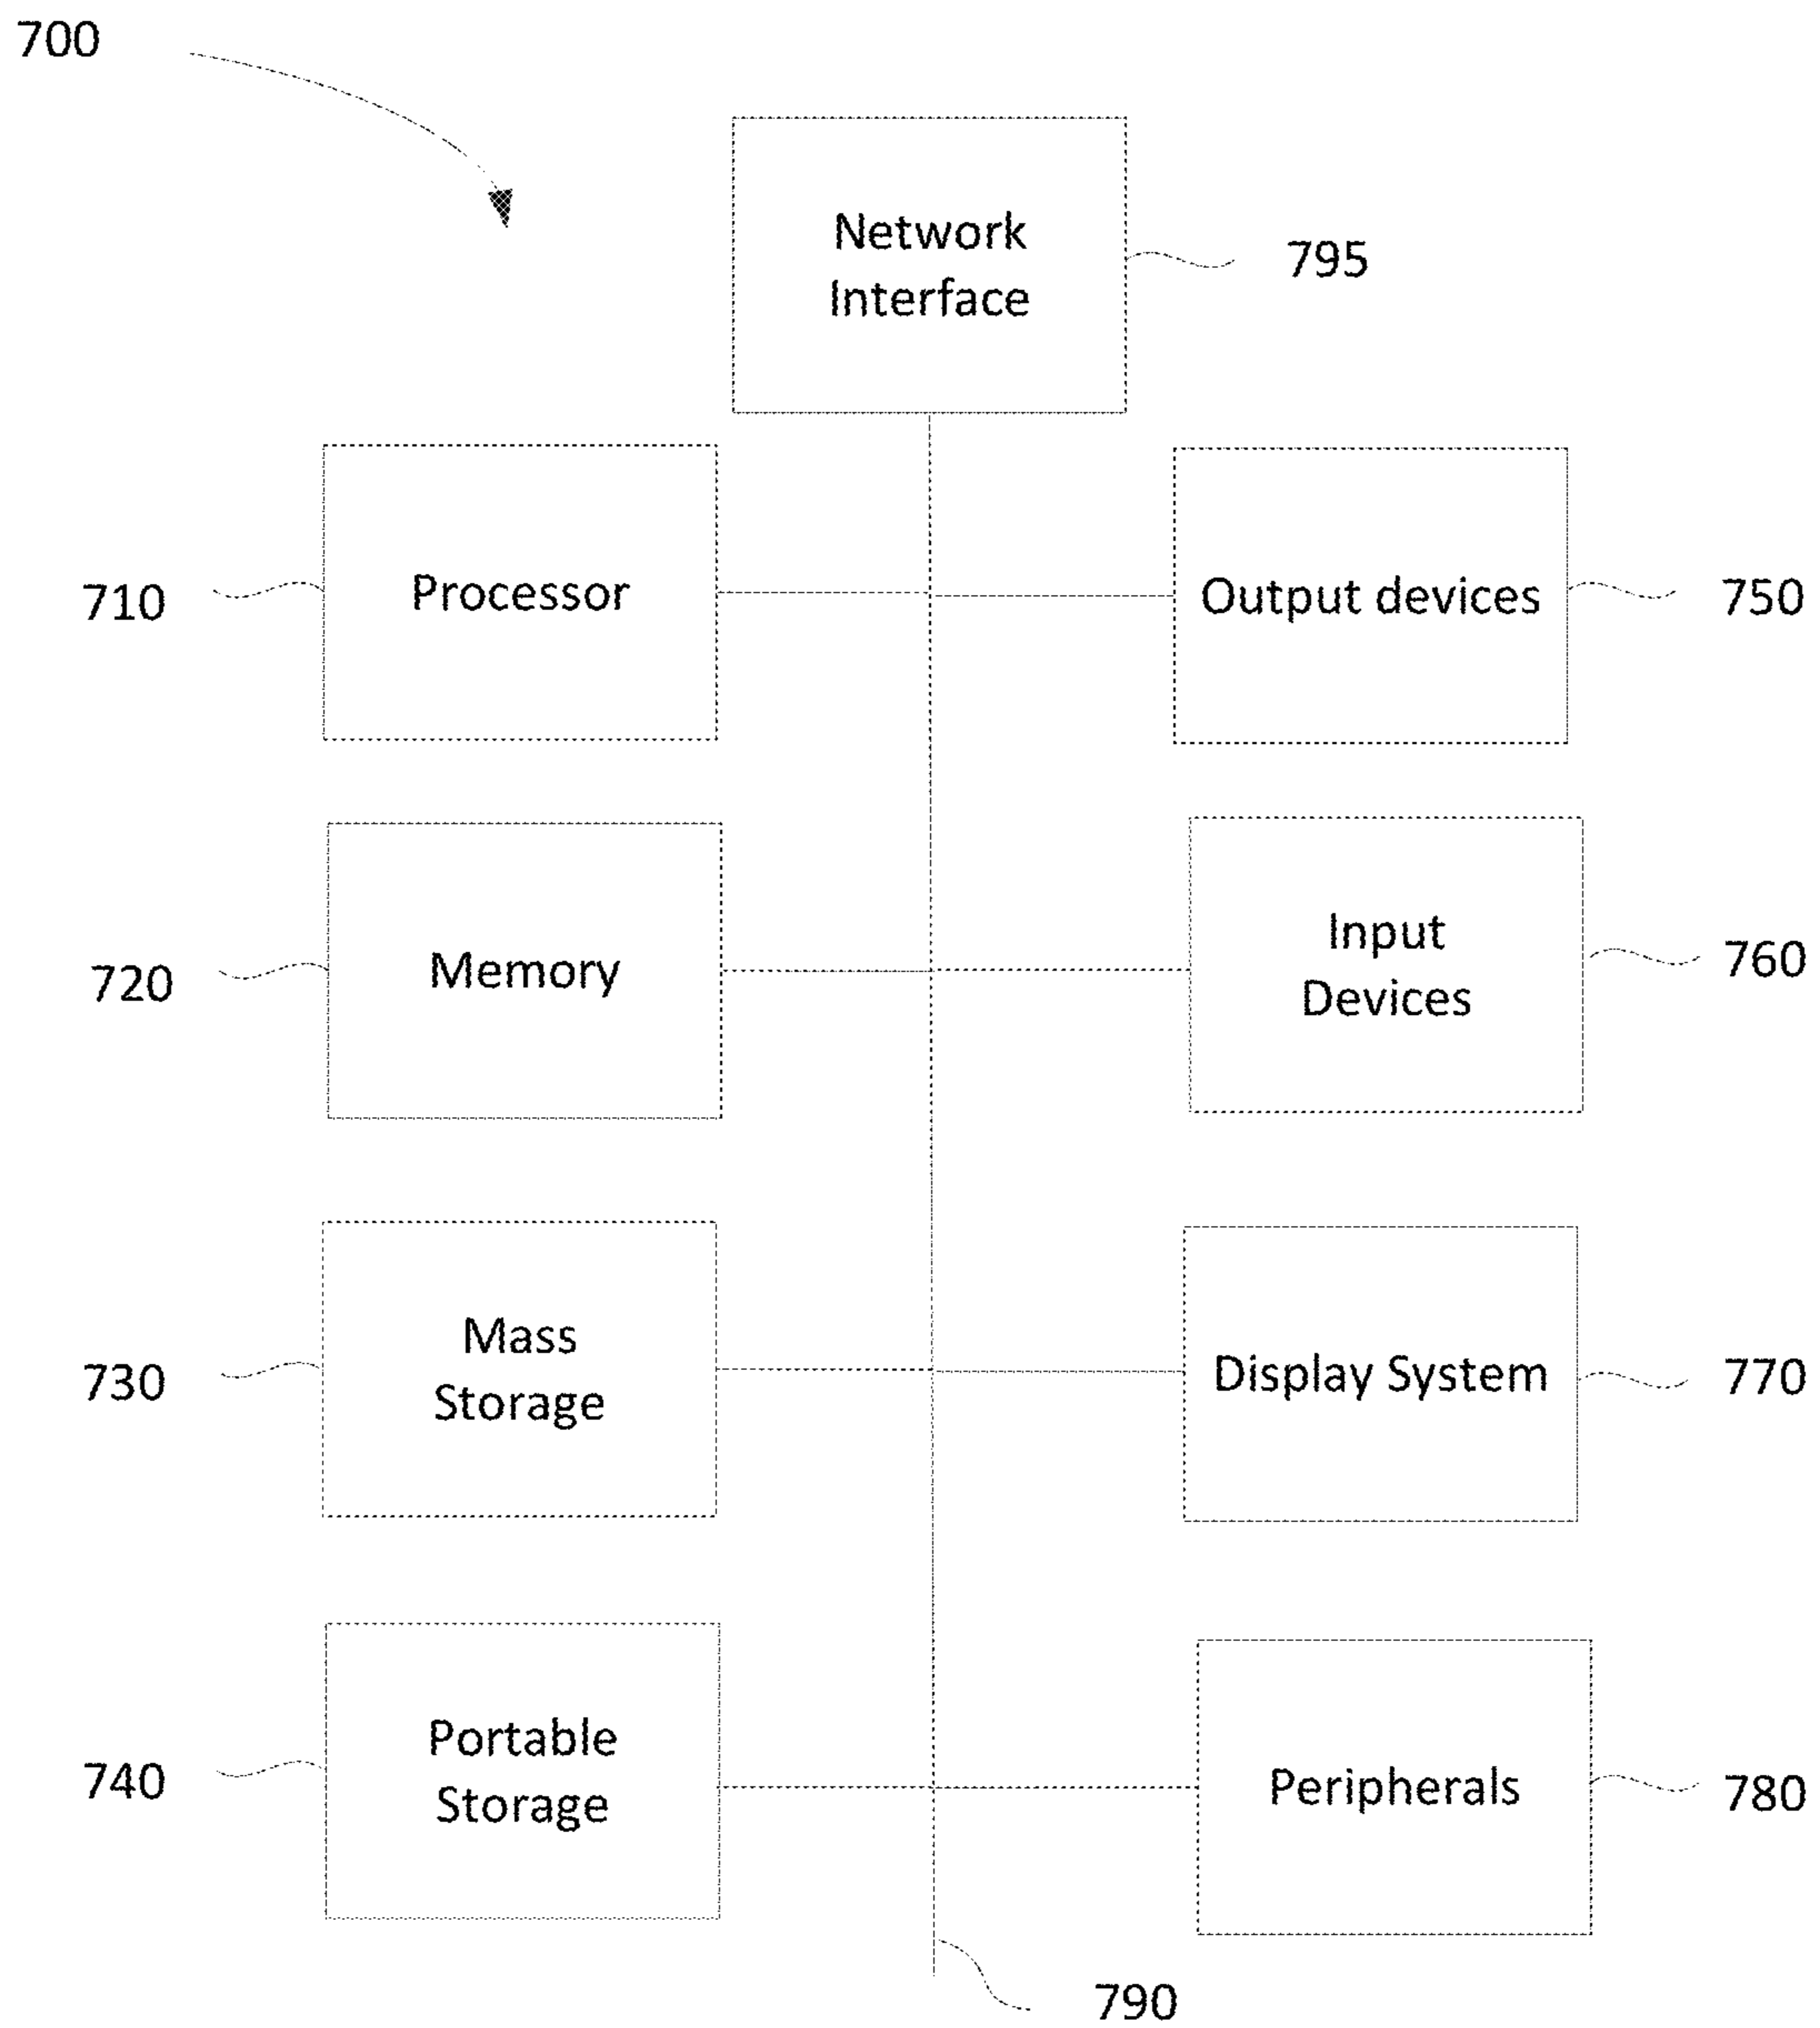 700
Network
Interface
795
710
Processor
Output devices
750
720
Memory
Input
Devices
760
730
Mass
Storage
Display System
770
740
Portable
Storage
Peripherals
780
790